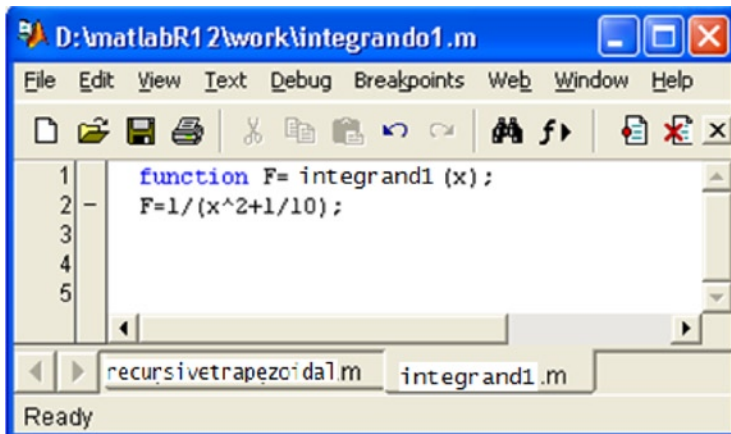 D:\matlabR12\work\integrando1.m
File Edit View Text Debug Breakpoints Web Window Help
1 function F= integrand1 (x);
2 - F=1/(x^2+1/10);
3
4
5
recursivetrapezoidal.m integrand1.m
Ready